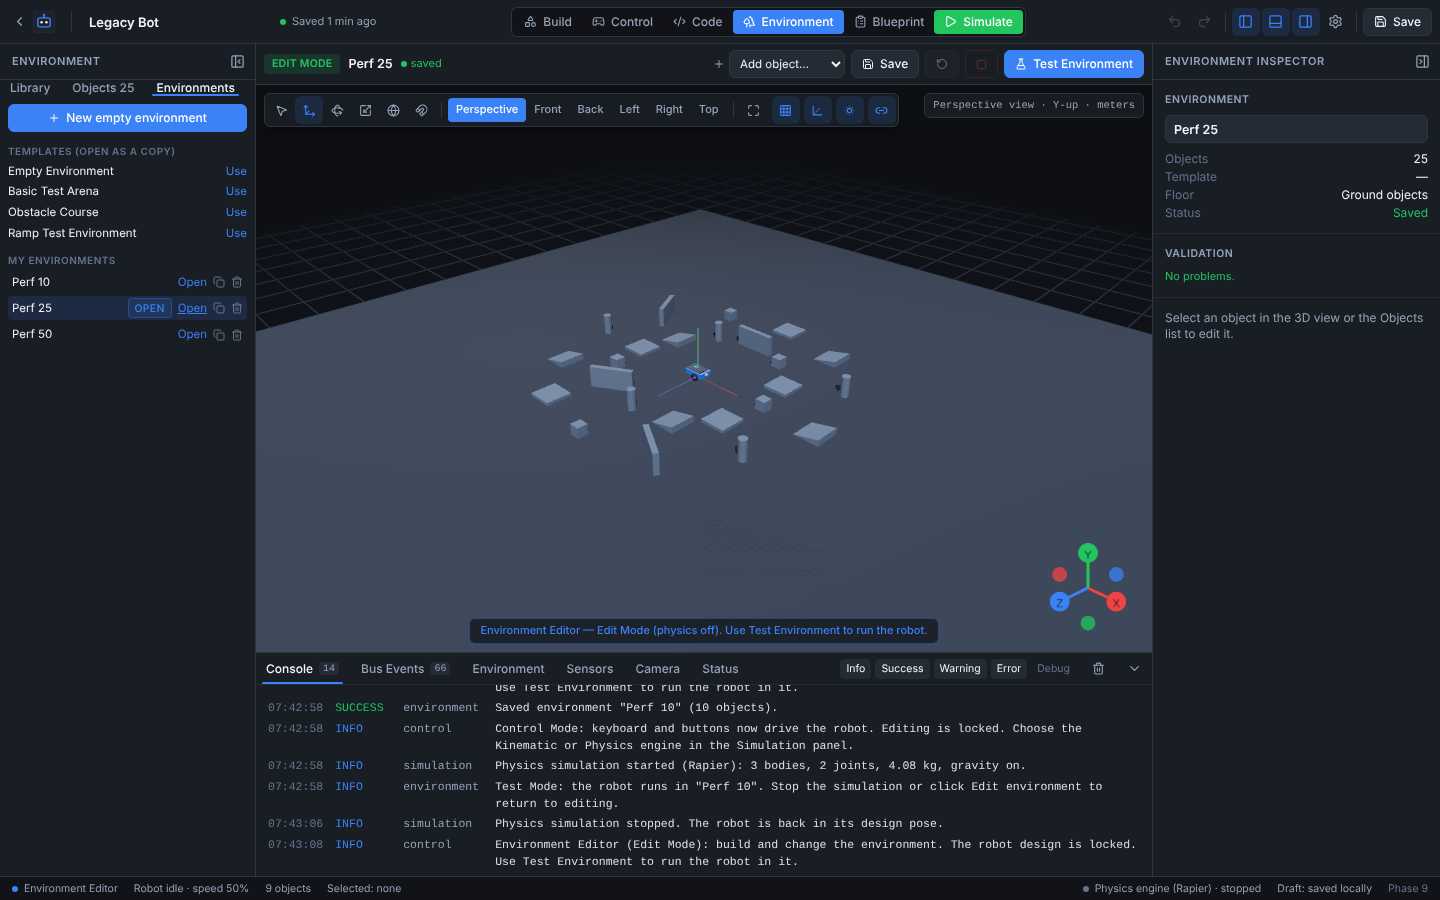 Legacy Bot
Saved 1 min ago
Build
Control
Code
Environment
Blueprint
Simulate
Save
ENVIRONMENT
EDIT MODE
Perf 25
saved
Add object...
Save
Test Environment
ENVIRONMENT INSPECTOR
Library
Objects 25
Environments
New empty environment
TEMPLATES (OPEN AS A COPY)
Empty Environment Use
Basic Test Arena Use
Obstacle Course Use
Ramp Test Environment Use
MY ENVIRONMENTS
Perf 10 Open
Perf 25 OPEN Open
Perf 50 Open
Perspective
Front
Back
Left
Right
Top
Perspective view · Y-up · meters
Y
Z
X
Environment Editor — Edit Mode (physics off). Use Test Environment to run the robot.
ENVIRONMENT
Perf 25
Objects 25
Template —
Floor Ground objects
Status Saved
VALIDATION
No problems.
Select an object in the 3D view or the Objects
list to edit it.
Console 14
Bus Events 66
Environment
Sensors
Camera
Status
Info
Success
Warning
Error
Debug
Use Test Environment to run the robot in it.
07:42:58 SUCCESS environment Saved environment "Perf 10" (10 objects).
07:42:58 INFO control Control Mode: keyboard and buttons now drive the robot. Editing is locked. Choose the
Kinematic or Physics engine in the Simulation panel.
07:42:58 INFO simulation Physics simulation started (Rapier): 3 bodies, 2 joints, 4.08 kg, gravity on.
07:42:58 INFO environment Test Mode: the robot runs in "Perf 10". Stop the simulation or click Edit environment to
return to editing.
07:43:06 INFO simulation Physics simulation stopped. The robot is back in its design pose.
07:43:08 INFO control Environment Editor (Edit Mode): build and change the environment. The robot design is locked.
Use Test Environment to run the robot in it.
Environment Editor
Robot idle · speed 50%
9 objects
Selected: none
Physics engine (Rapier) · stopped
Draft: saved locally
Phase 9